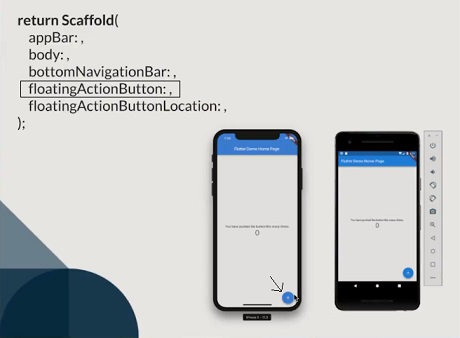 return Scaffold(
appBar: ,
body: ,
bottomNavigationBar: ,
floatingActionButton: ,
floatingActionButtonLocation: ,
);
Flutter Demo Home Page
You have pushed the button this many times:
0
Flutter Demo Home Page
You have pushed the button this many times:
0